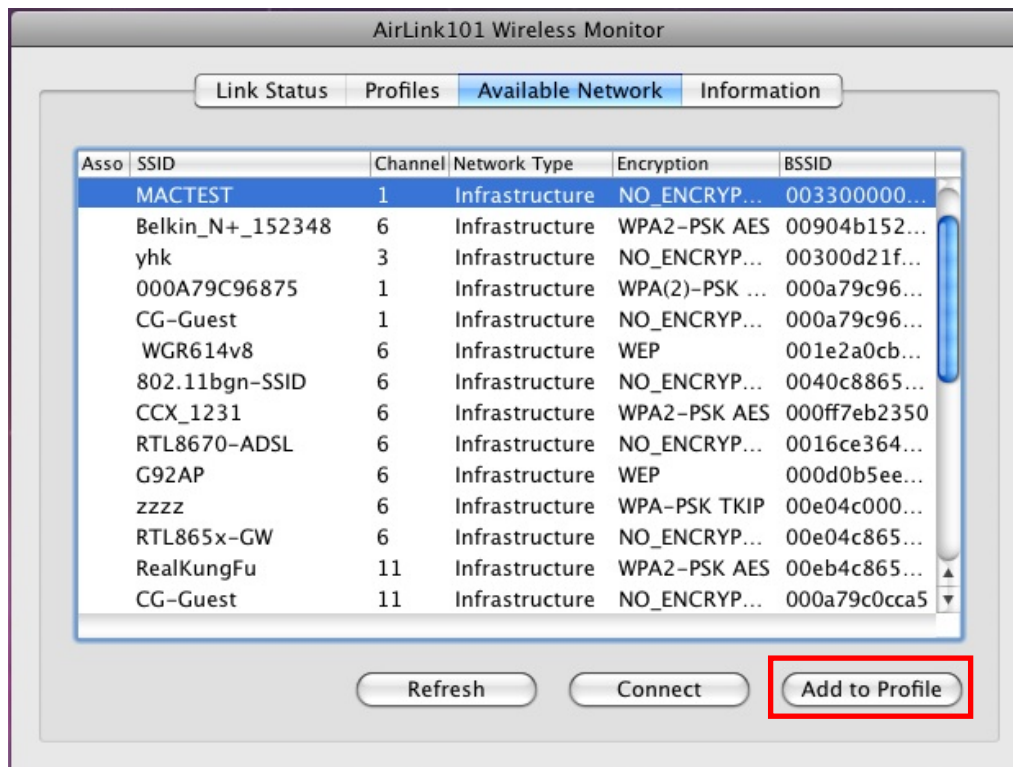 AirLink101 Wireless Monitor
Link Status Profiles Available Network Information
Asso SSID Channel Network Type Encryption BSSID
MACTEST 1 Infrastructure NO_ENCRYP... 003300000...
Belkin_N+_152348 6 Infrastructure WPA2-PSK AES 00904b152...
yhk 3 Infrastructure NO_ENCRYP... 00300d21f...
000A79C96875 1 Infrastructure WPA(2)-PSK ... 000a79c96...
CG-Guest 1 Infrastructure NO_ENCRYP... 000a79c96...
WGR614v8 6 Infrastructure WEP 001e2a0cb...
802.11bgn-SSID 6 Infrastructure NO_ENCRYP... 0040c8865...
CCX_1231 6 Infrastructure WPA2-PSK AES 000ff7eb2350
RTL8670-ADSL 6 Infrastructure NO_ENCRYP... 0016ce364...
G92AP 6 Infrastructure WEP 000d0b5ee...
zzzz 6 Infrastructure WPA-PSK TKIP 00e04c000...
RTL865x-GW 6 Infrastructure NO_ENCRYP... 00e04c865...
RealKungFu 11 Infrastructure WPA2-PSK AES 00eb4c865...
CG-Guest 11 Infrastructure NO_ENCRYP... 000a79c0cca5
Refresh Connect Add to Profile